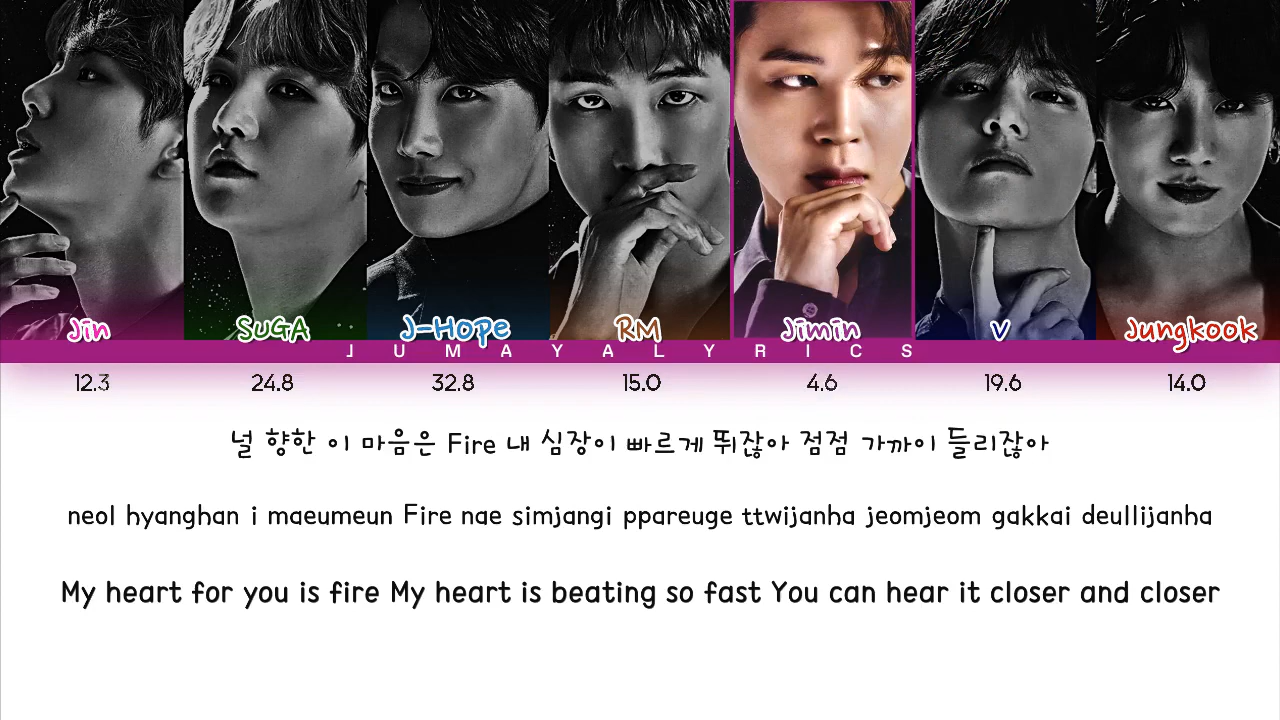 Jin SUGA J-Hope RM Jimin V Jungkook
JUMAYALYRICS
12.3 24.8 32.8 15.0 4.6 19.6 14.0
널 향한 이 마음은 Fire 내 심장이 빠르게 뛰잖아 점점 가까이 들리잖아
neol hyanghan i maeumeun Fire nae simjangi ppareuge ttwijanha jeomjeom gakkai deullijanha
My heart for you is fire My heart is beating so fast You can hear it closer and closer